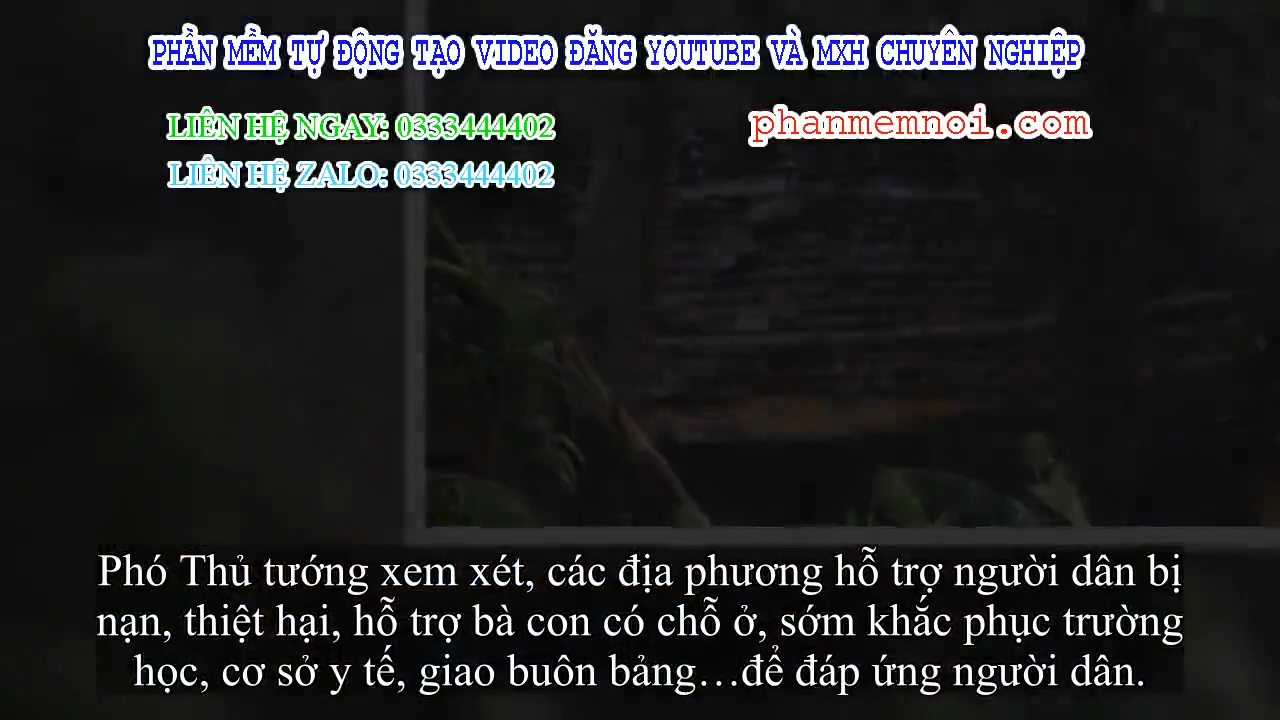 PHẦN MỀM TỰ ĐỘNG TẠO VIDEO ĐĂNG YOUTUBE VÀ MXH CHUYÊN NGHIỆP
LIÊN HỆ NGAY: 0333444402
phanmemnoi.com
LIÊN HỆ ZALO: 0333444402
Phó Thủ tướng xem xét, các địa phương hỗ trợ người dân bị
nạn, thiệt hại, hỗ trợ bà con có chỗ ở, sớm khắc phục trường
học, cơ sở y tế, giao buôn bảng…để đáp ứng người dân.